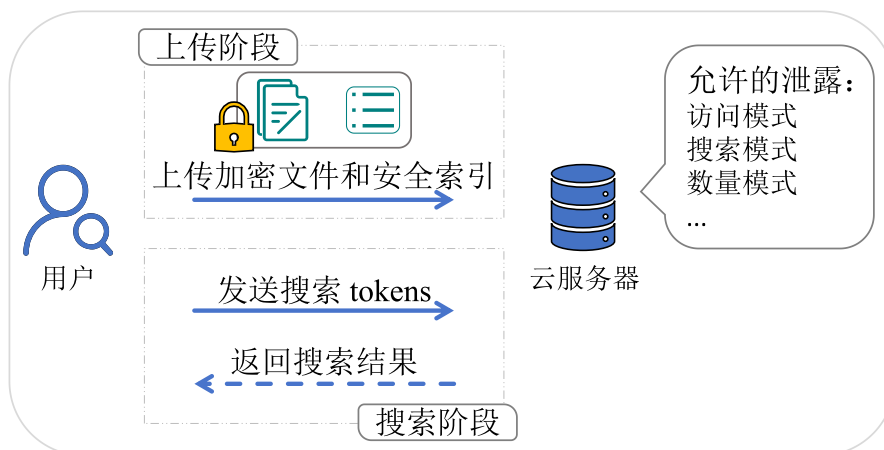 上传阶段
上传加密文件和安全索引
用户
发送搜索 tokens
返回搜索结果
搜索阶段
云服务器
允许的泄露：
访问模式
搜索模式
数量模式
...